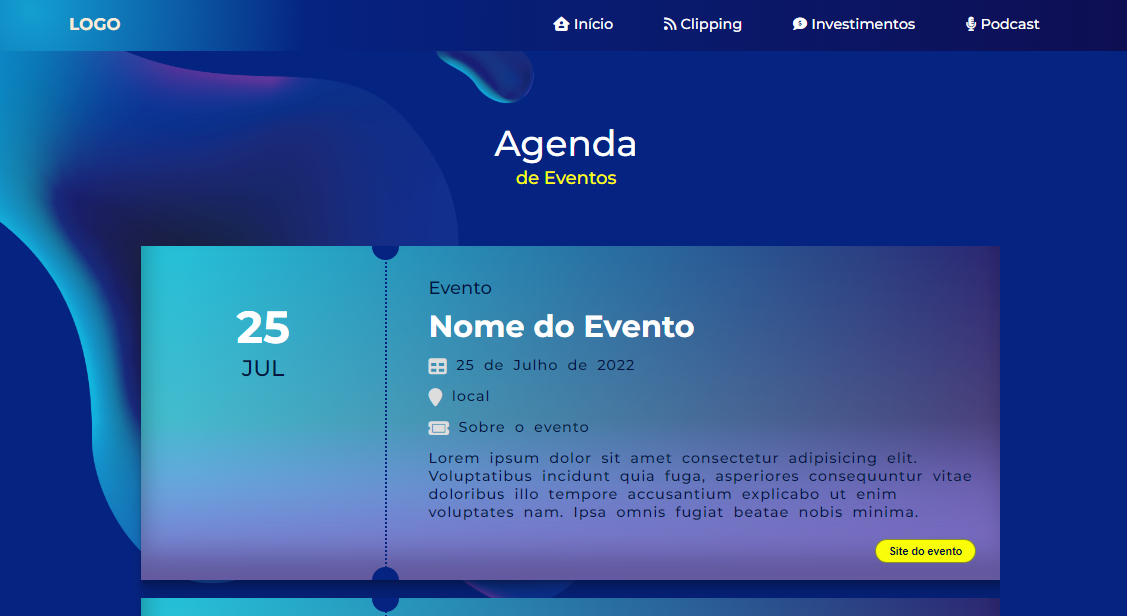 LOGO
Início
Clipping
Investimentos
Podcast
Agenda
de Eventos
25
JUL
Evento
Nome do Evento
25 de Julho de 2022
local
Sobre o evento
Lorem ipsum dolor sit amet consectetur adipisicing elit.
Voluptatibus incidunt quia fuga, asperiores consequuntur vitae
doloribus illo tempore accusantium explicabo ut enim
voluptates nam. Ipsa omnis fugiat beatae nobis minima.
Site do evento